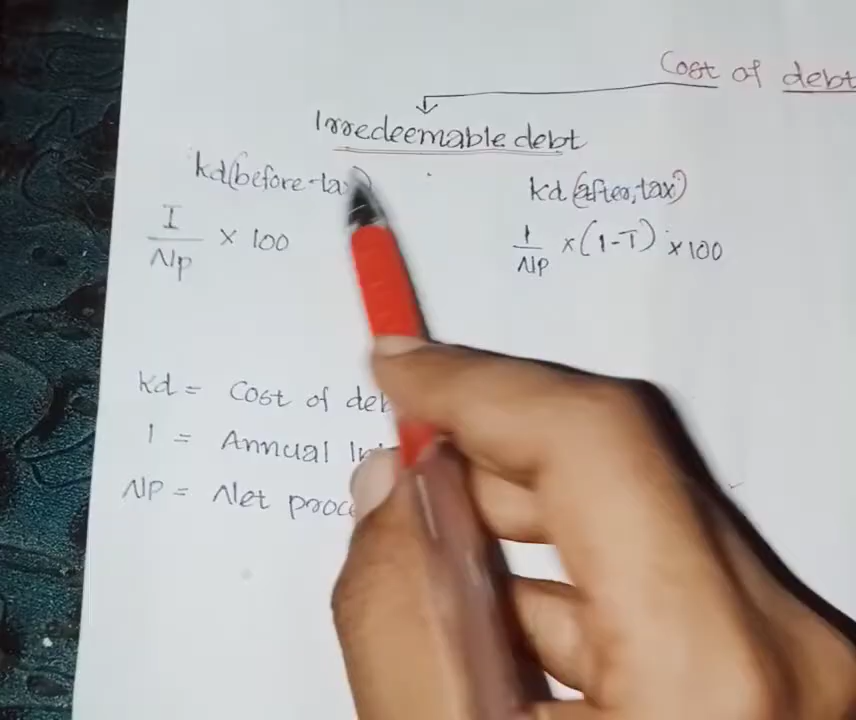 Cost of debt
Irredeemable debt
kd(before-tax)
kd (after, tax)
I/NP × 100
1/NP × (1-T) × 100
kd = Cost of
I = Annual
NP = Net